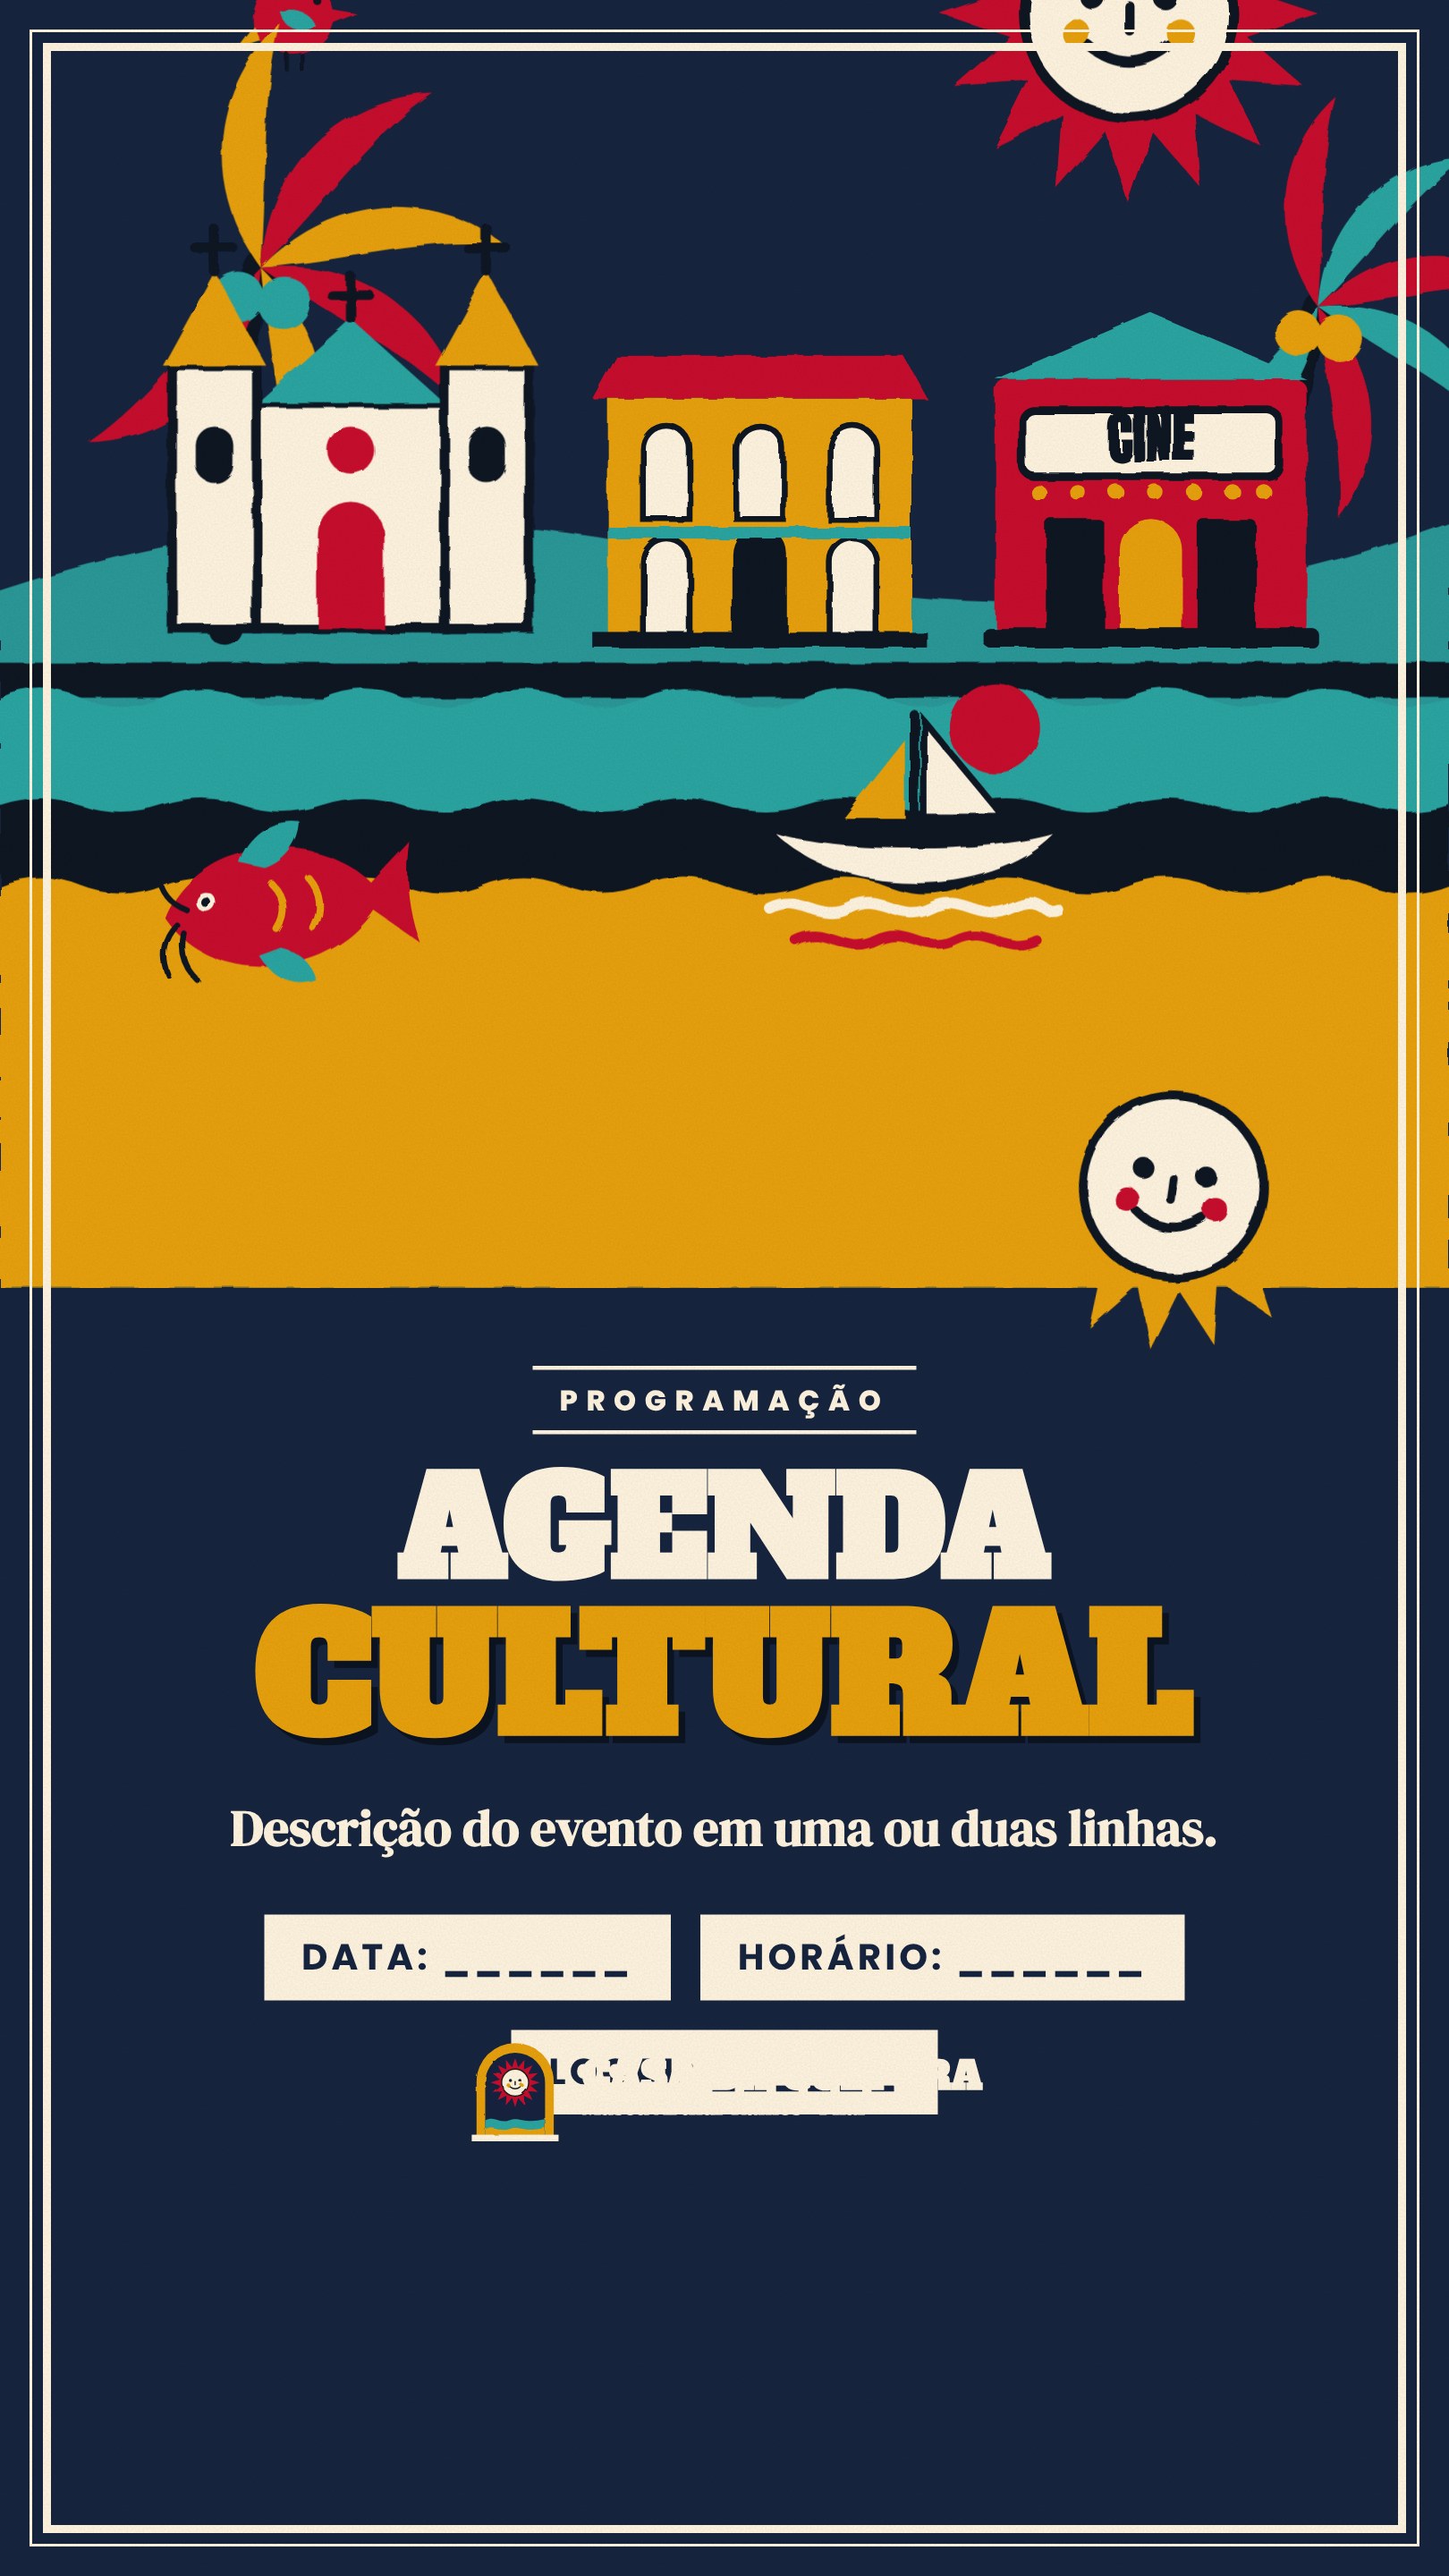 CINE
PROGRAMAÇÃO
AGENDA
CULTURAL
Descrição do evento em uma ou duas linhas.
DATA: ______ HORÁRIO: ______